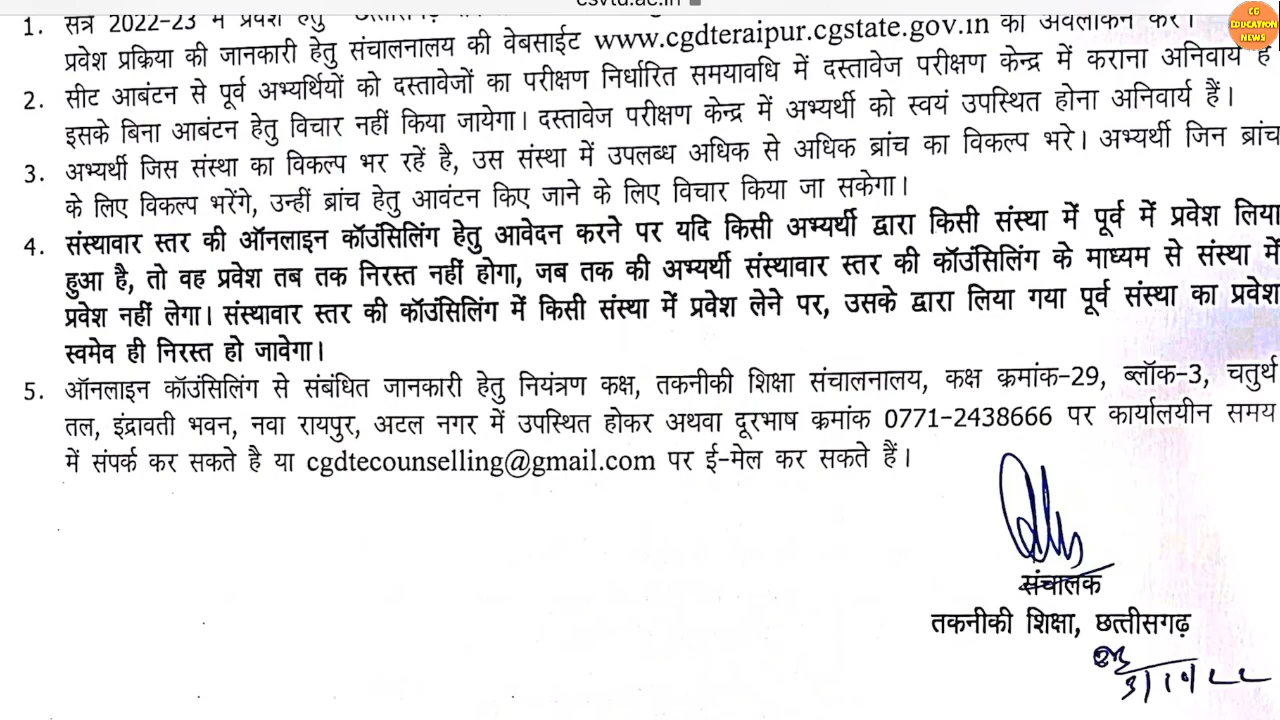 csvtu.ac.in
CG
EDUCATION
NEWS
1. सत्र 2022-23 में प्रवेश हेतु
प्रवेश प्रक्रिया की जानकारी हेतु संचालनालय की वेबसाईट www.cgdteraipur.cgstate.gov.in का अवलोकन करें।
2. सीट आबंटन से पूर्व अभ्यर्थियों को दस्तावेजों का परीक्षण निर्धारित समयावधि में दस्तावेज परीक्षण केन्द्र में कराना अनिवार्य है
इसके बिना आबंटन हेतु विचार नहीं किया जायेगा। दस्तावेज परीक्षण केन्द्र में अभ्यर्थी को स्वयं उपस्थित होना अनिवार्य हैं।
3. अभ्यर्थी जिस संस्था का विकल्प भर रहें है, उस संस्था में उपलब्ध अधिक से अधिक ब्रांच का विकल्प भरे। अभ्यर्थी जिन ब्रांच
के लिए विकल्प भरेंगे, उन्हीं ब्रांच हेतु आवंटन किए जाने के लिए विचार किया जा सकेगा।
4. संस्थावार स्तर की ऑनलाइन कॉउंसिलिंग हेतु आवेदन करने पर यदि किसी अभ्यर्थी द्वारा किसी संस्था में पूर्व में प्रवेश लिया
हुआ है, तो वह प्रवेश तब तक निरस्त नहीं होगा, जब तक की अभ्यर्थी संस्थावार स्तर की कॉउंसिलिंग के माध्यम से संस्था में
प्रवेश नहीं लेगा। संस्थावार स्तर की कॉउंसिलिंग में किसी संस्था में प्रवेश लेने पर, उसके द्वारा लिया गया पूर्व संस्था का प्रवेश
स्वमेव ही निरस्त हो जावेगा।
5. ऑनलाइन कॉउंसिलिंग से संबंधित जानकारी हेतु नियंत्रण कक्ष, तकनीकी शिक्षा संचालनालय, कक्ष क्रमांक-29, ब्लॉक-3, चतुर्थ
तल, इंद्रावती भवन, नवा रायपुर, अटल नगर में उपस्थित होकर अथवा दूरभाष क्रमांक 0771-2438666 पर कार्यालयीन समय
में संपर्क कर सकते है या cgdtecounselling@gmail.com पर ई-मेल कर सकते हैं।
संचालक
तकनीकी शिक्षा, छत्तीसगढ़